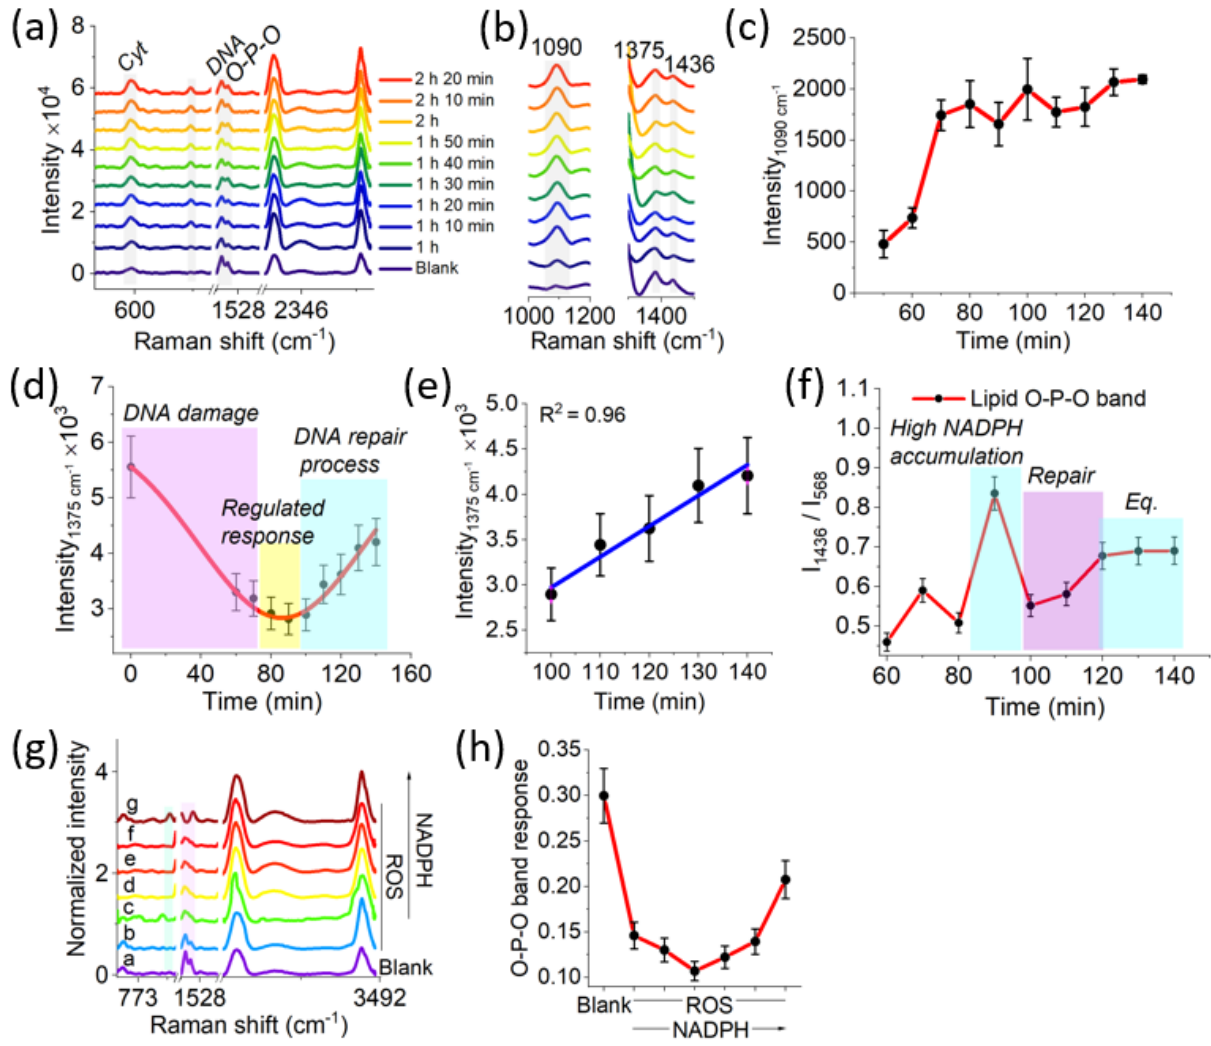 (a)
Intensity ×10⁴
8
6
4
2
0
Cyt
DNA
O-P-O
2 h 20 min
2 h 10 min
2 h
1 h 50 min
1 h 40 min
1 h 30 min
1 h 20 min
1 h 10 min
1 h
Blank
600
1528
2346
Raman shift (cm⁻¹)
(b)
1090
1375
1436
1000
1200
1400
Raman shift (cm⁻¹)
(c)
Intensity₁₀₉₀ cm⁻¹
2500
2000
1500
1000
500
0
60
80
100
120
140
Time (min)
(d)
Intensity₁₃₇₅ cm⁻¹ ×10³
7
6
5
4
3
DNA damage
DNA repair
process
Regulated
response
0
40
80
120
160
Time (min)
(e)
Intensity₁₃₇₅ cm⁻¹ ×10³
5.0
4.5
4.0
3.5
3.0
2.5
R² = 0.96
100
110
120
130
140
Time (min)
(f)
I₁₄₃₆ / I₅₆₈
1.1
1.0
0.9
0.8
0.7
0.6
0.5
Lipid O-P-O band
High NADPH
accumulation
Repair
Eq.
60
80
100
120
140
Time (min)
(g)
Normalized intensity
4
2
0
g
f
e
d
c
b
a
NADPH
ROS
Blank
773
1528
3492
Raman shift (cm⁻¹)
(h)
O-P-O band response
0.35
0.30
0.25
0.20
0.15
0.10
Blank
ROS
NADPH